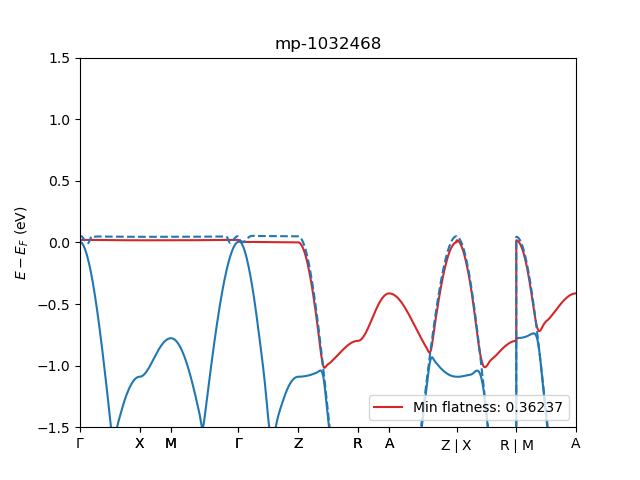 mp-1032468
E − E_F (eV)
1.5
1.0
0.5
0.0
−0.5
−1.0
−1.5
Min flatness: 0.36237
Γ X M Γ Z R A Z | X R | M A